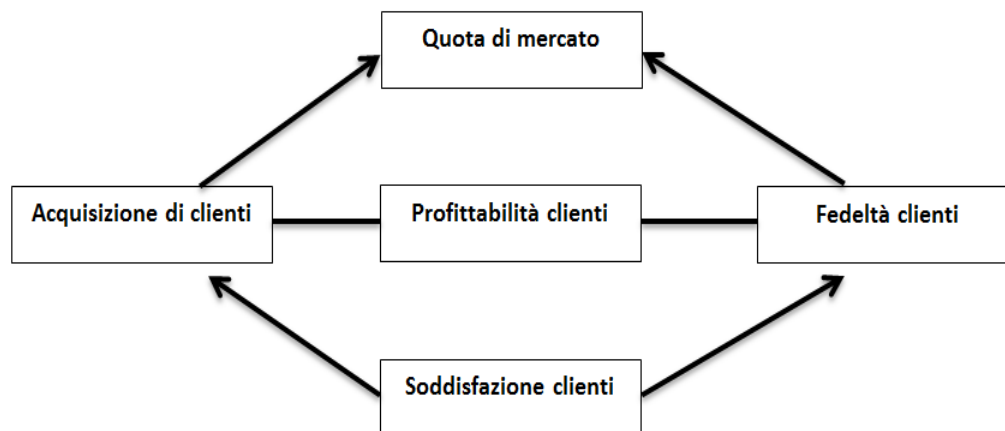 Quota di mercato
Acquisizione di clienti
Profittabilità clienti
Fedeltà clienti
Soddisfazione clienti